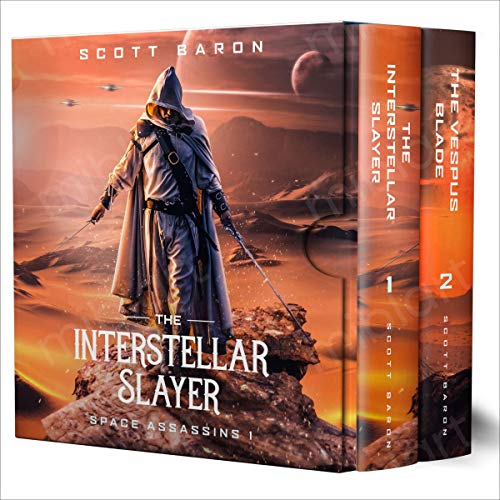 SCOTT BARON
THE
INTERSTELLAR
SLAYER
SPACE ASSASSINS 1
THE
INTERSTELLAR
SLAYER
1
SCOTT BARON
THE VESPUS
BLADE
2
SCOTT BARON